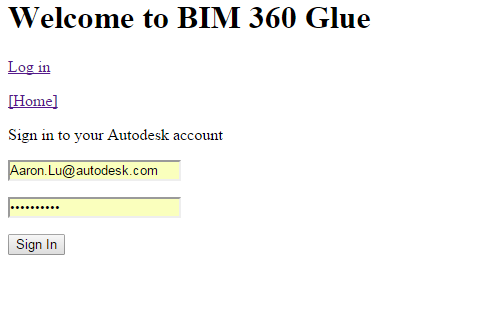 Welcome to BIM 360 Glue
Log in
[Home]
Sign in to your Autodesk account
Aaron.Lu@autodesk.com
••••••••••
Sign In